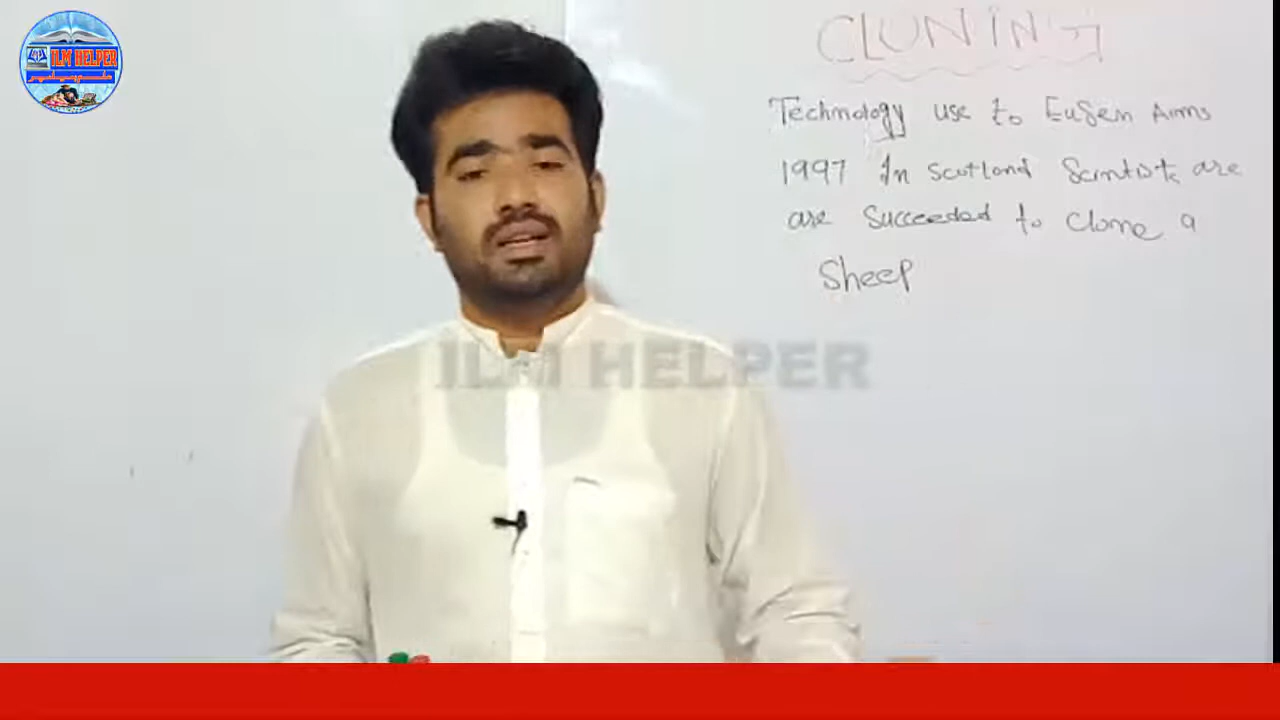 ILM HELPER
CLONING
Technology use to Eugen Aims
1997 In Scotland Scintists are
are Succeeded to Clone a
Sheep
ILM HELPER